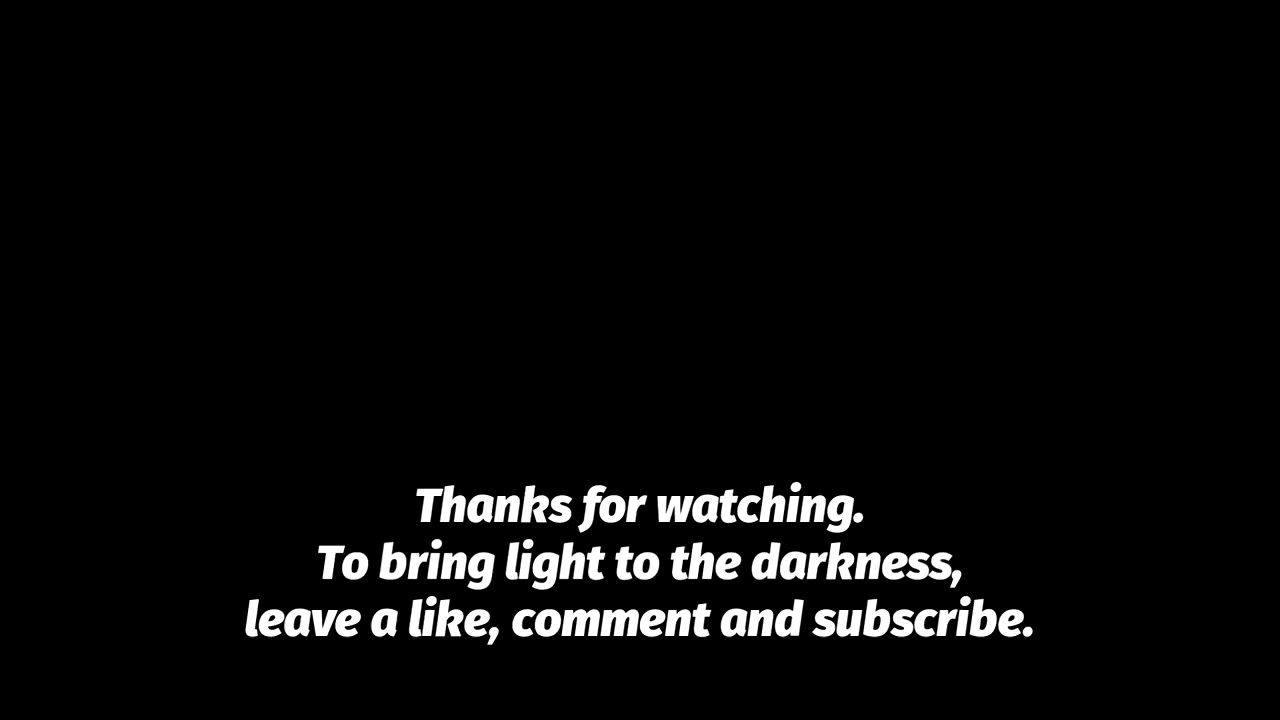 Thanks for watching.
To bring light to the darkness,
leave a like, comment and subscribe.